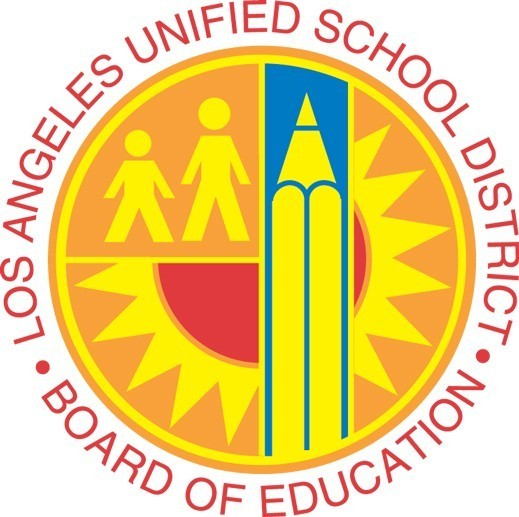 LOS ANGELES UNIFIED SCHOOL DISTRICT
• BOARD OF EDUCATION •